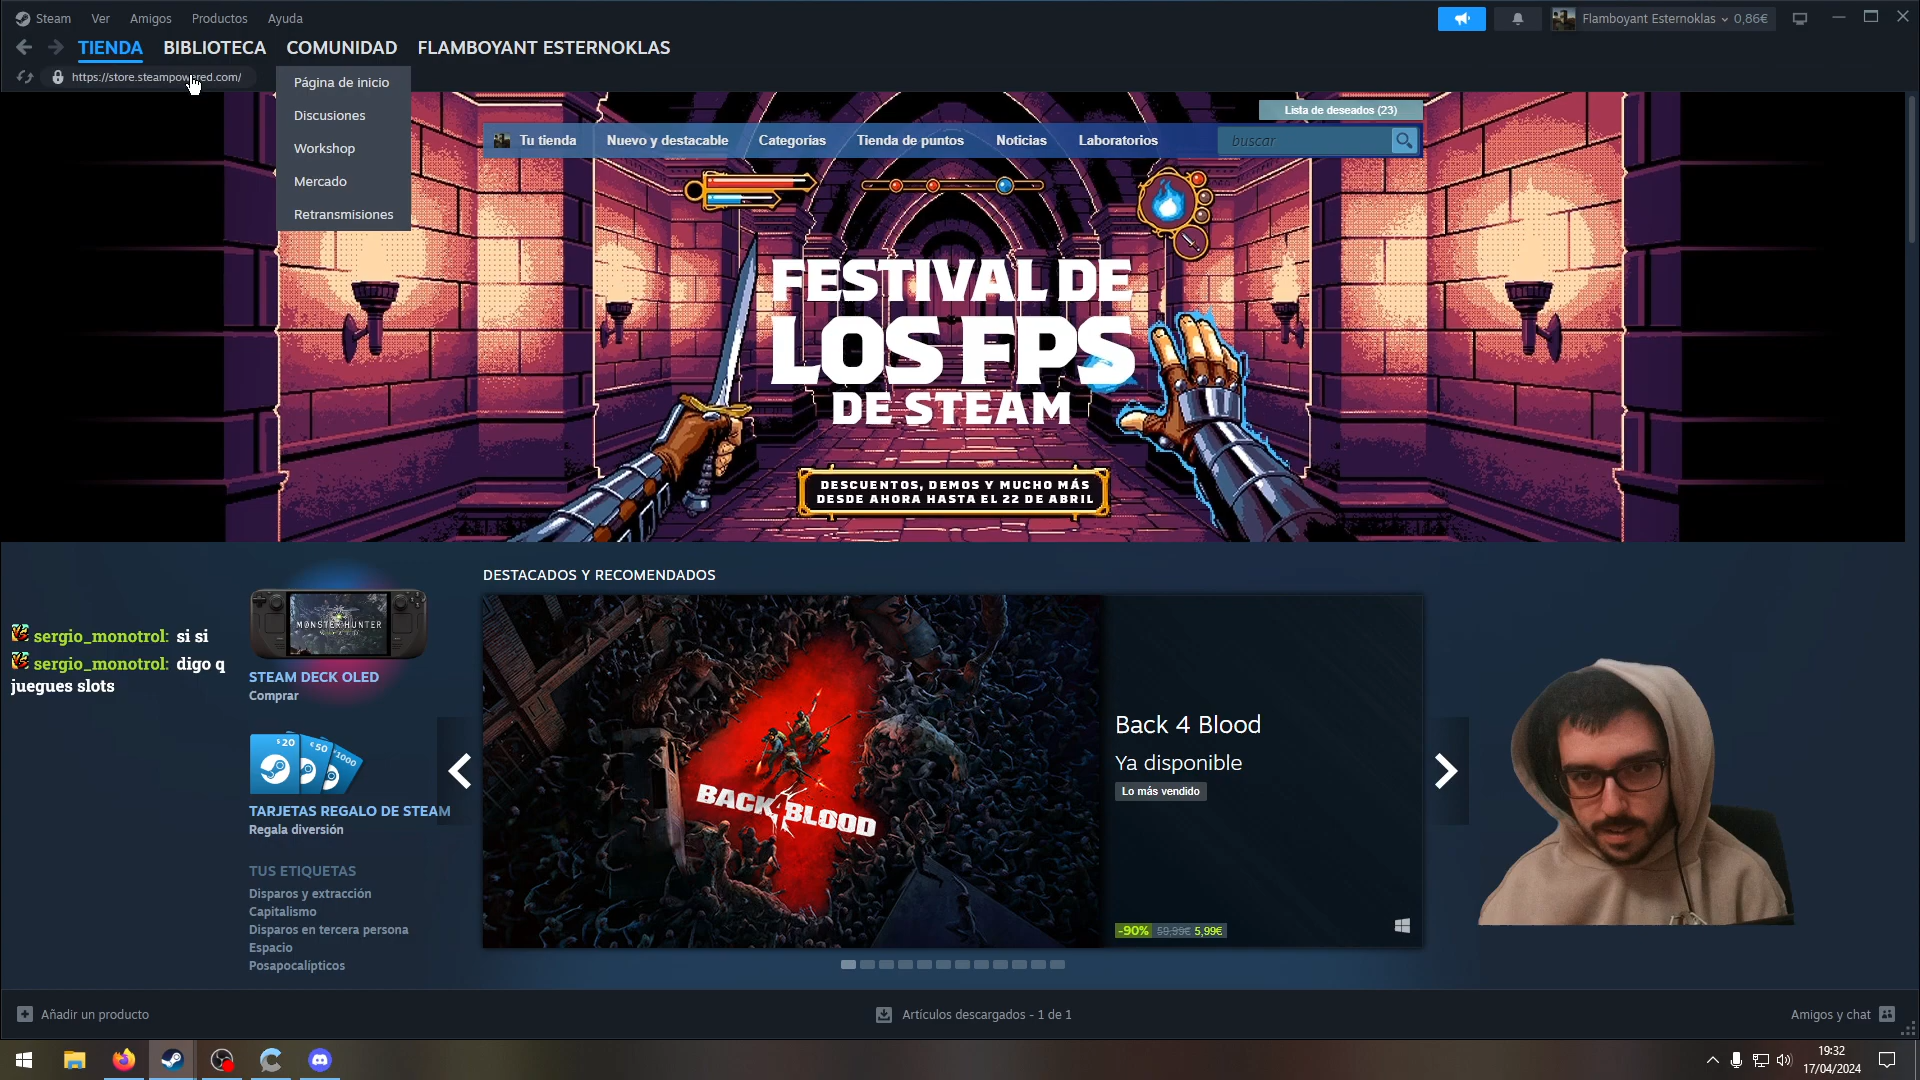 Steam Ver Amigos Productos Ayuda
Flamboyant Esternoklas 0,86€
TIENDA BIBLIOTECA COMUNIDAD FLAMBOYANT ESTERNOKLAS
https://store.steampowered.com/
Página de inicio
Discusiones
Workshop
Mercado
Retransmisiones
Lista de deseados (23)
Tu tienda Nuevo y destacable Categorías Tienda de puntos Noticias Laboratorios buscar
FESTIVAL DE
LOS FPS
DE STEAM
DESCUENTOS, DEMOS Y MUCHO MÁS
DESDE AHORA HASTA EL 22 DE ABRIL
sergio_monotrol: si si
sergio_monotrol: digo q
juegues slots
MONSTER HUNTER
STEAM DECK OLED
Comprar
$20 €50 ¥1000
TARJETAS REGALO DE STEAM
Regala diversión
TUS ETIQUETAS
Disparos y extracción
Capitalismo
Disparos en tercera persona
Espacio
Posapocalípticos
DESTACADOS Y RECOMENDADOS
BACK 4 BLOOD
Back 4 Blood
Ya disponible
Lo más vendido
-90% 59,99€ 5,99€
Añadir un producto
Artículos descargados - 1 de 1
Amigos y chat
19:32
17/04/2024